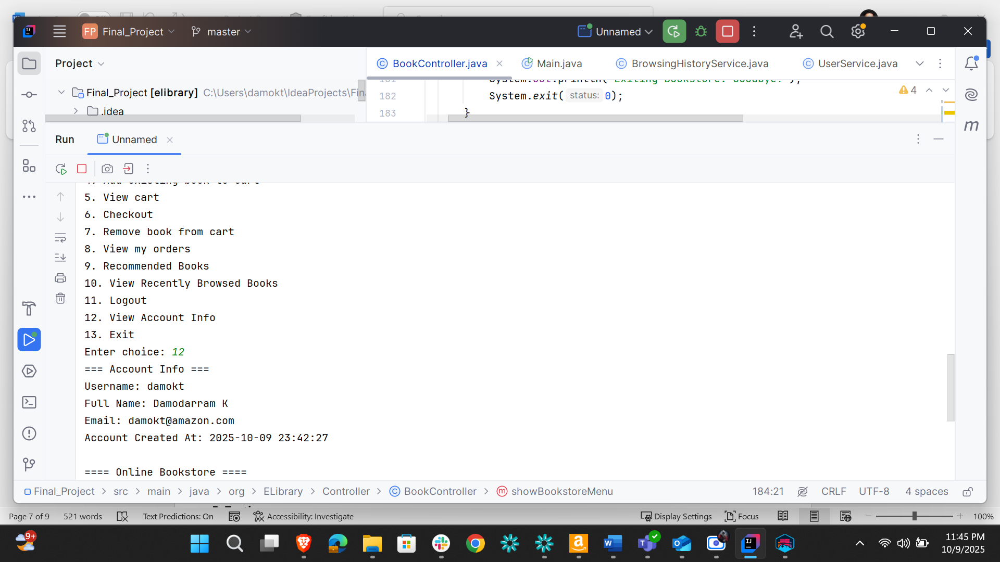 FP Final_Project master Unnamed
Project BookController.java Main.java BrowsingHistoryService.java UserService.java
Final_Project [elibrary] C:\Users\damokt\IdeaProjects\Fin
.idea
182 System.exit( status: 0); 4
183 }
Run Unnamed
5. View cart
6. Checkout
7. Remove book from cart
8. View my orders
9. Recommended Books
10. View Recently Browsed Books
11. Logout
12. View Account Info
13. Exit
Enter choice: 12
=== Account Info ===
Username: damokt
Full Name: Damodarram K
Email: damokt@amazon.com
Account Created At: 2025-10-09 23:42:27
==== Online Bookstore ====
Final_Project > src > main > java > org > ELibrary > Controller > BookController > showBookstoreMenu 184:21 CRLF UTF-8 4 spaces
Page 7 of 9 521 words Text Predictions: On Accessibility: Investigate Display Settings Focus 100%
9+
11:45 PM
10/9/2025